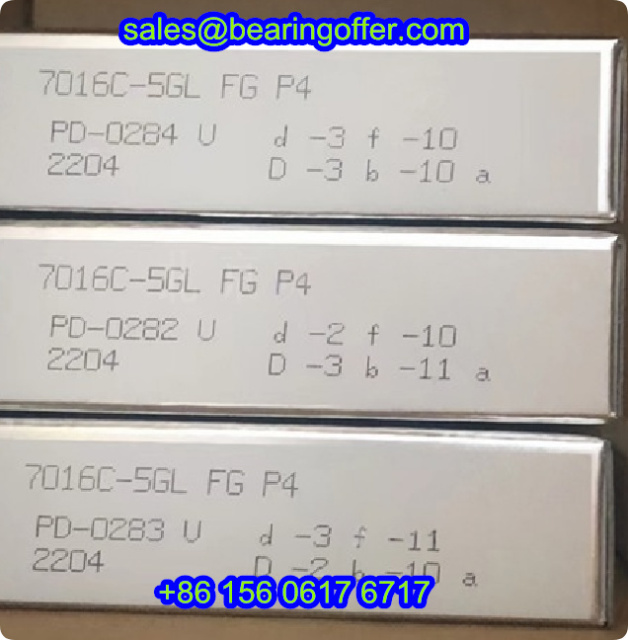 sales@bearingoffer.com
7016C-5GL FG P4
PD-0284 U d -3 f -10
2204 D -3 b -10 a
7016C-5GL FG P4
PD-0282 U d -2 f -10
2204 D -3 b -11 a
7016C-5GL FG P4
PD-0283 U d -3 f -11
2204 D -2 b -10 a
+86 156 0617 6717